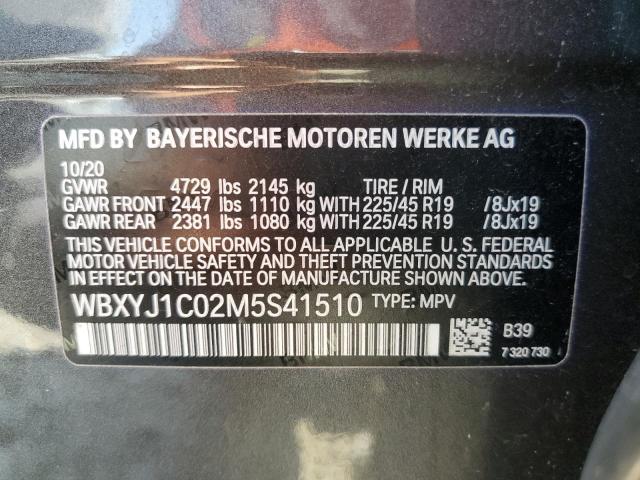 MFD BY BAYERISCHE MOTOREN WERKE AG
10/20
GVWR 4729 lbs 2145 kg TIRE / RIM
GAWR FRONT 2447 lbs 1110 kg WITH 225/45 R19 /8Jx19
GAWR REAR 2381 lbs 1080 kg WITH 225/45 R19 /8Jx19
THIS VEHICLE CONFORMS TO ALL APPLICABLE U. S. FEDERAL
MOTOR VEHICLE SAFETY AND THEFT PREVENTION STANDARDS
IN EFFECT ON THE DATE OF MANUFACTURE SHOWN ABOVE.
WBXYJ1C02M5S41510 TYPE: MPV
B39
7 320 730